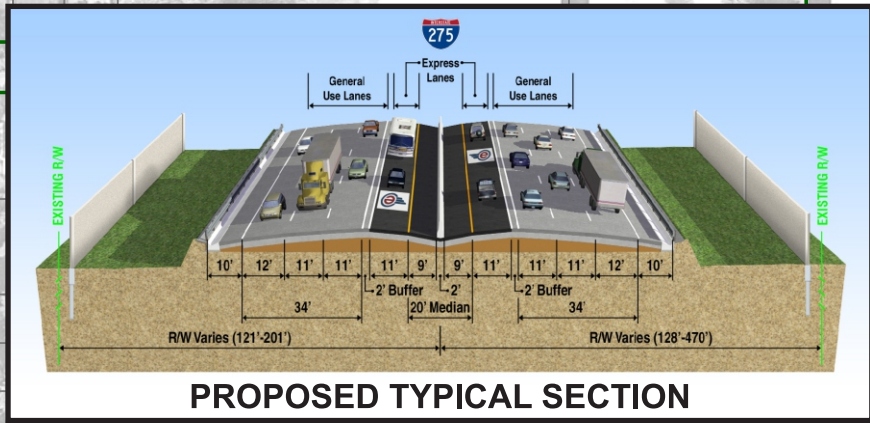 INTERSTATE
275
Express
Lanes
General
Use Lanes
General
Use Lanes
EXISTING R/W
EXISTING R/W
10' 12' 11' 11' 11' 9' 9' 11' 11' 11' 12' 10'
2' Buffer 2' 2' Buffer
34' 20' Median 34'
R/W Varies (121'-201') R/W Varies (128'-470')
PROPOSED TYPICAL SECTION